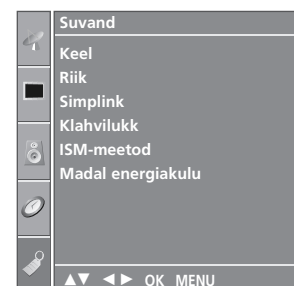 Suvand
Keel
Riik
Simplink
Klahvilukk
ISM-meetod
Madal energiakulu
▲▼ ◄► OK MENU